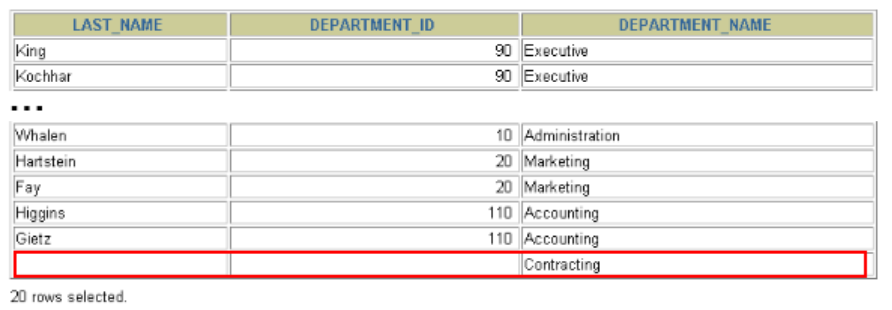 LAST_NAME DEPARTMENT_ID DEPARTMENT_NAME
King 90 Executive
Kochhar 90 Executive
...
Whalen 10 Administration
Hartstein 20 Marketing
Fay 20 Marketing
Higgins 110 Accounting
Gietz 110 Accounting
Contracting
20 rows selected.